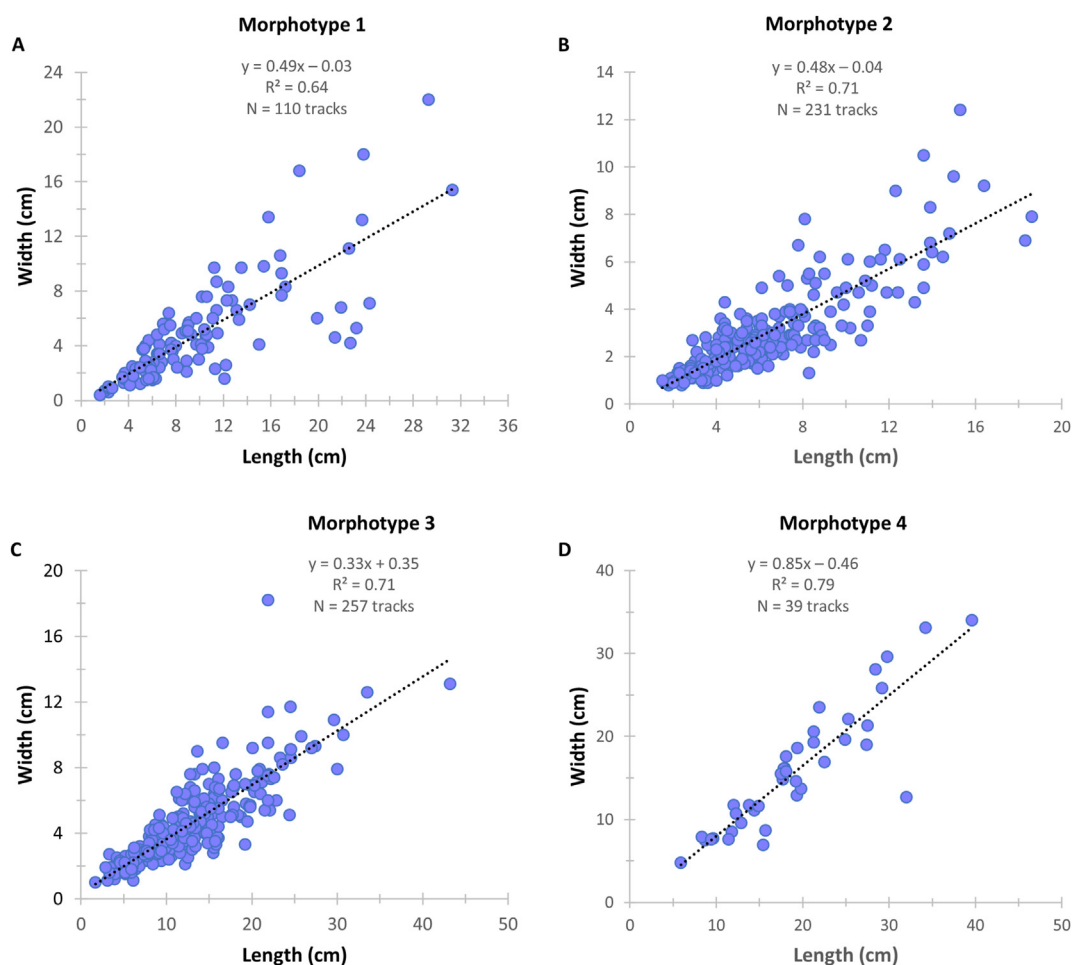 Morphotype 1
A
y = 0.49x – 0.03
R² = 0.64
N = 110 tracks
24
20
16
12
8
4
0
Width (cm)
0 4 8 12 16 20 24 28 32 36
Length (cm)
Morphotype 2
B
y = 0.48x – 0.04
R² = 0.71
N = 231 tracks
14
12
10
8
6
4
2
0
Width (cm)
0 4 8 12 16 20
Length (cm)
Morphotype 3
C
y = 0.33x + 0.35
R² = 0.71
N = 257 tracks
20
16
12
8
4
0
Width (cm)
0 10 20 30 40 50
Length (cm)
Morphotype 4
D
y = 0.85x – 0.46
R² = 0.79
N = 39 tracks
40
30
20
10
0
Width (cm)
0 10 20 30 40 50
Length (cm)